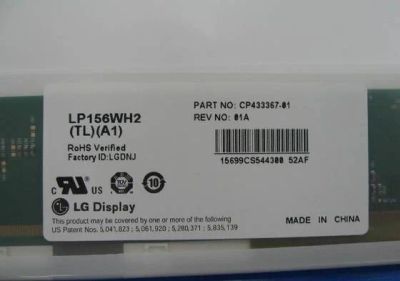 LP156WH2
(TL)(A1)
RoHS Verified
Factory ID:LGDNJ
PART NO: CP433367-01
REV NO: 01A
15699CS544300 52AF
LG Display
MADE IN CHINA
This product may be covered by one or more of the following
US Patent Nos. 5,041,823 ; 5,061,920 ; 5,280,371 ; 5,835,139